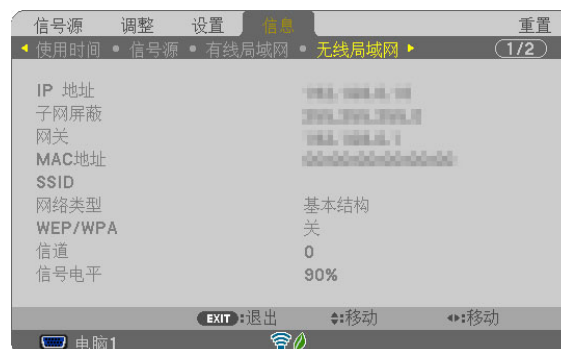 信号源 调整 设置 信息 重置
使用时间 • 信号源 • 有线局域网 • 无线局域网 1/2
IP 地址
子网屏蔽
网关
MAC地址
SSID
网络类型 基本结构
WEP/WPA 关
信道 0
信号电平 90%
EXIT:退出 :移动 :移动
电脑1